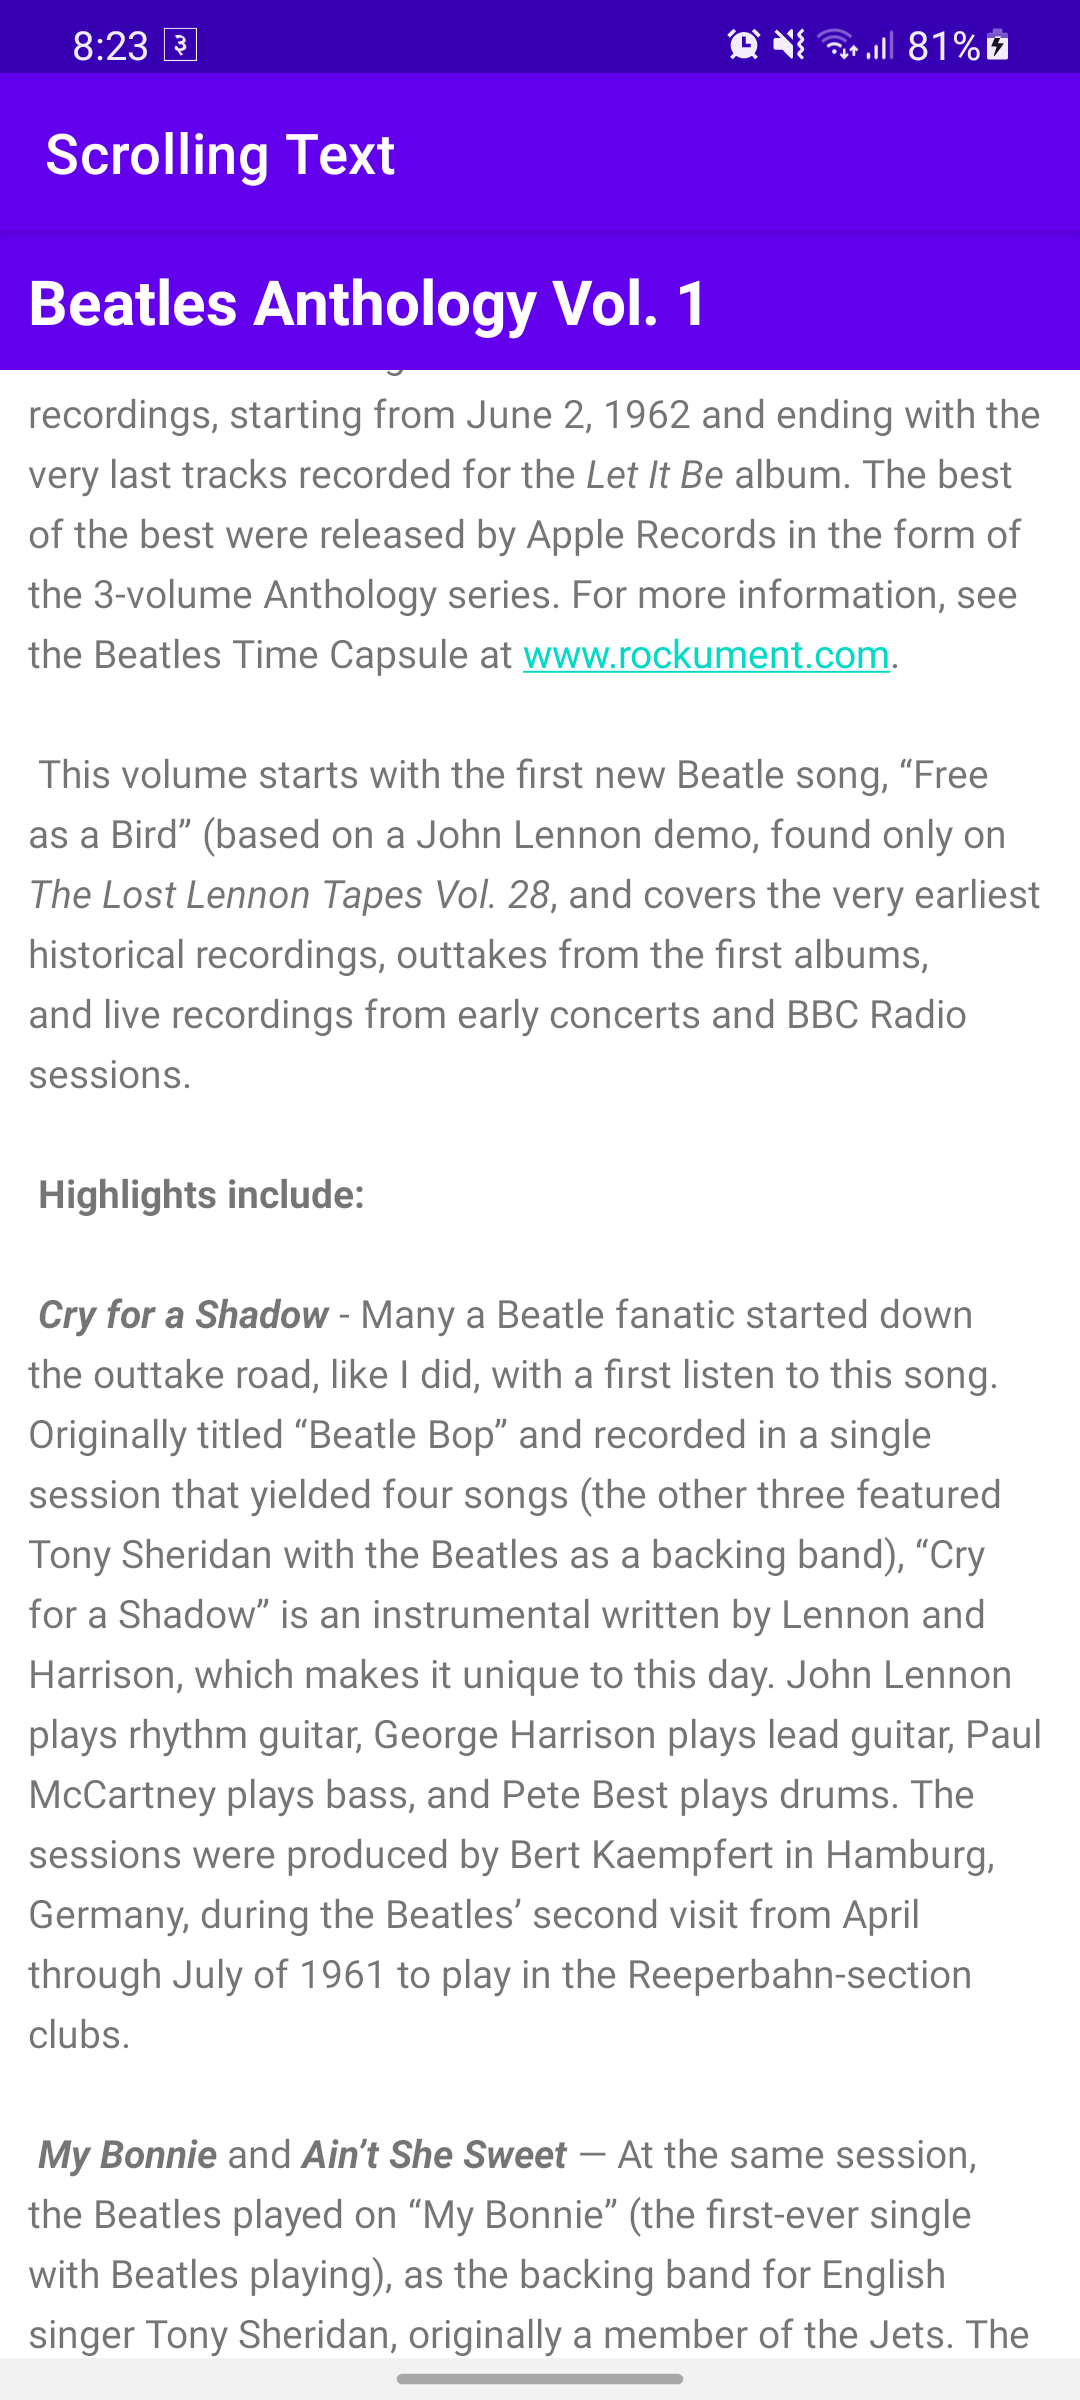 8:23 ३ 81%
Scrolling Text
Beatles Anthology Vol. 1
recordings, starting from June 2, 1962 and ending with the
very last tracks recorded for the Let It Be album. The best
of the best were released by Apple Records in the form of
the 3-volume Anthology series. For more information, see
the Beatles Time Capsule at www.rockument.com.
This volume starts with the first new Beatle song, “Free
as a Bird” (based on a John Lennon demo, found only on
The Lost Lennon Tapes Vol. 28, and covers the very earliest
historical recordings, outtakes from the first albums,
and live recordings from early concerts and BBC Radio
sessions.
Highlights include:
Cry for a Shadow - Many a Beatle fanatic started down
the outtake road, like I did, with a first listen to this song.
Originally titled “Beatle Bop” and recorded in a single
session that yielded four songs (the other three featured
Tony Sheridan with the Beatles as a backing band), “Cry
for a Shadow” is an instrumental written by Lennon and
Harrison, which makes it unique to this day. John Lennon
plays rhythm guitar, George Harrison plays lead guitar, Paul
McCartney plays bass, and Pete Best plays drums. The
sessions were produced by Bert Kaempfert in Hamburg,
Germany, during the Beatles’ second visit from April
through July of 1961 to play in the Reeperbahn-section
clubs.
My Bonnie and Ain’t She Sweet — At the same session,
the Beatles played on “My Bonnie” (the first-ever single
with Beatles playing), as the backing band for English
singer Tony Sheridan, originally a member of the Jets. The